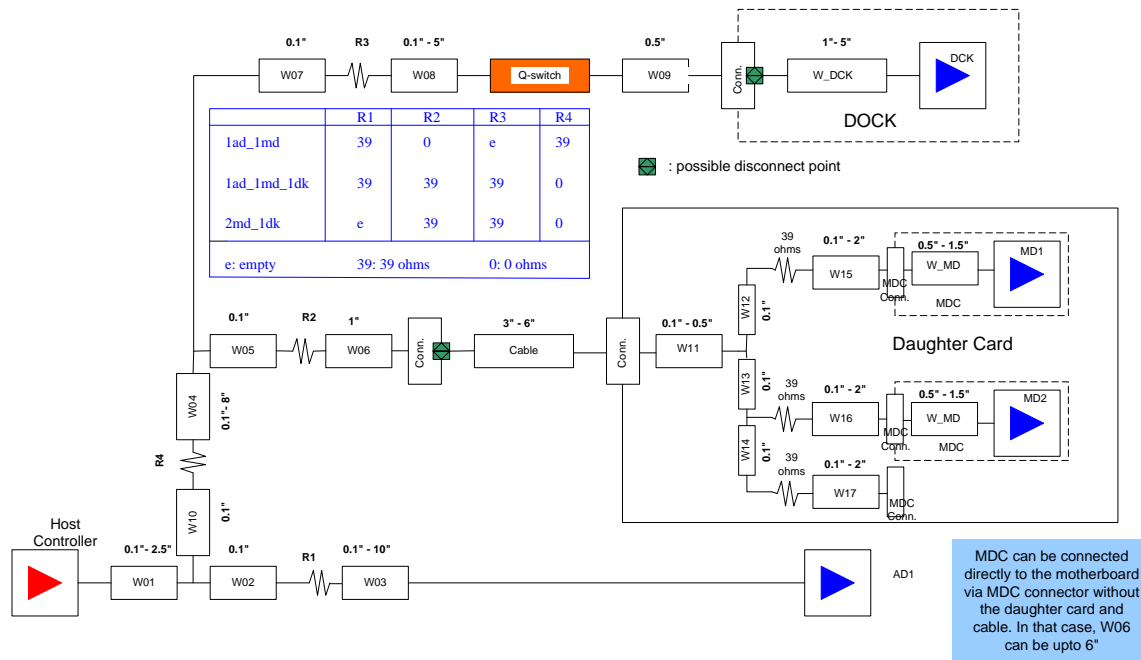 0.1" R3 0.1" - 5" 0.5" 1"- 5"
W07 W08 Q-switch W09 Conn. W_DCK DCK
DOCK
: possible disconnect point
R1 R2 R3 R4
1ad_1md 39 0 e 39
1ad_1md_1dk 39 39 39 0
2md_1dk e 39 39 0
e: empty 39: 39 ohms 0: 0 ohms
39
ohms
0.1" - 2"
0.5" - 1.5"
W15
MDC
Conn.
W_MD
MDC
MD1
W12
0.1"
0.1" R2 1" 3" - 6" 0.1" - 0.5"
W05 W06 Conn. Cable Conn. W11
Daughter Card
W13
0.1"
39
ohms
0.1" - 2"
0.5" - 1.5"
W16
MDC
Conn.
W_MD
MDC
MD2
W04
0.1"- 8"
W14
0.1"
39
ohms
0.1" - 2"
W17
MDC
Conn.
R4
W10
0.1"
Host
Controller
0.1"- 2.5" 0.1" R1 0.1" - 10"
W01 W02 W03 AD1
MDC can be connected
directly to the motherboard
via MDC connector without
the daughter card and
cable. In that case, W06
can be upto 6"